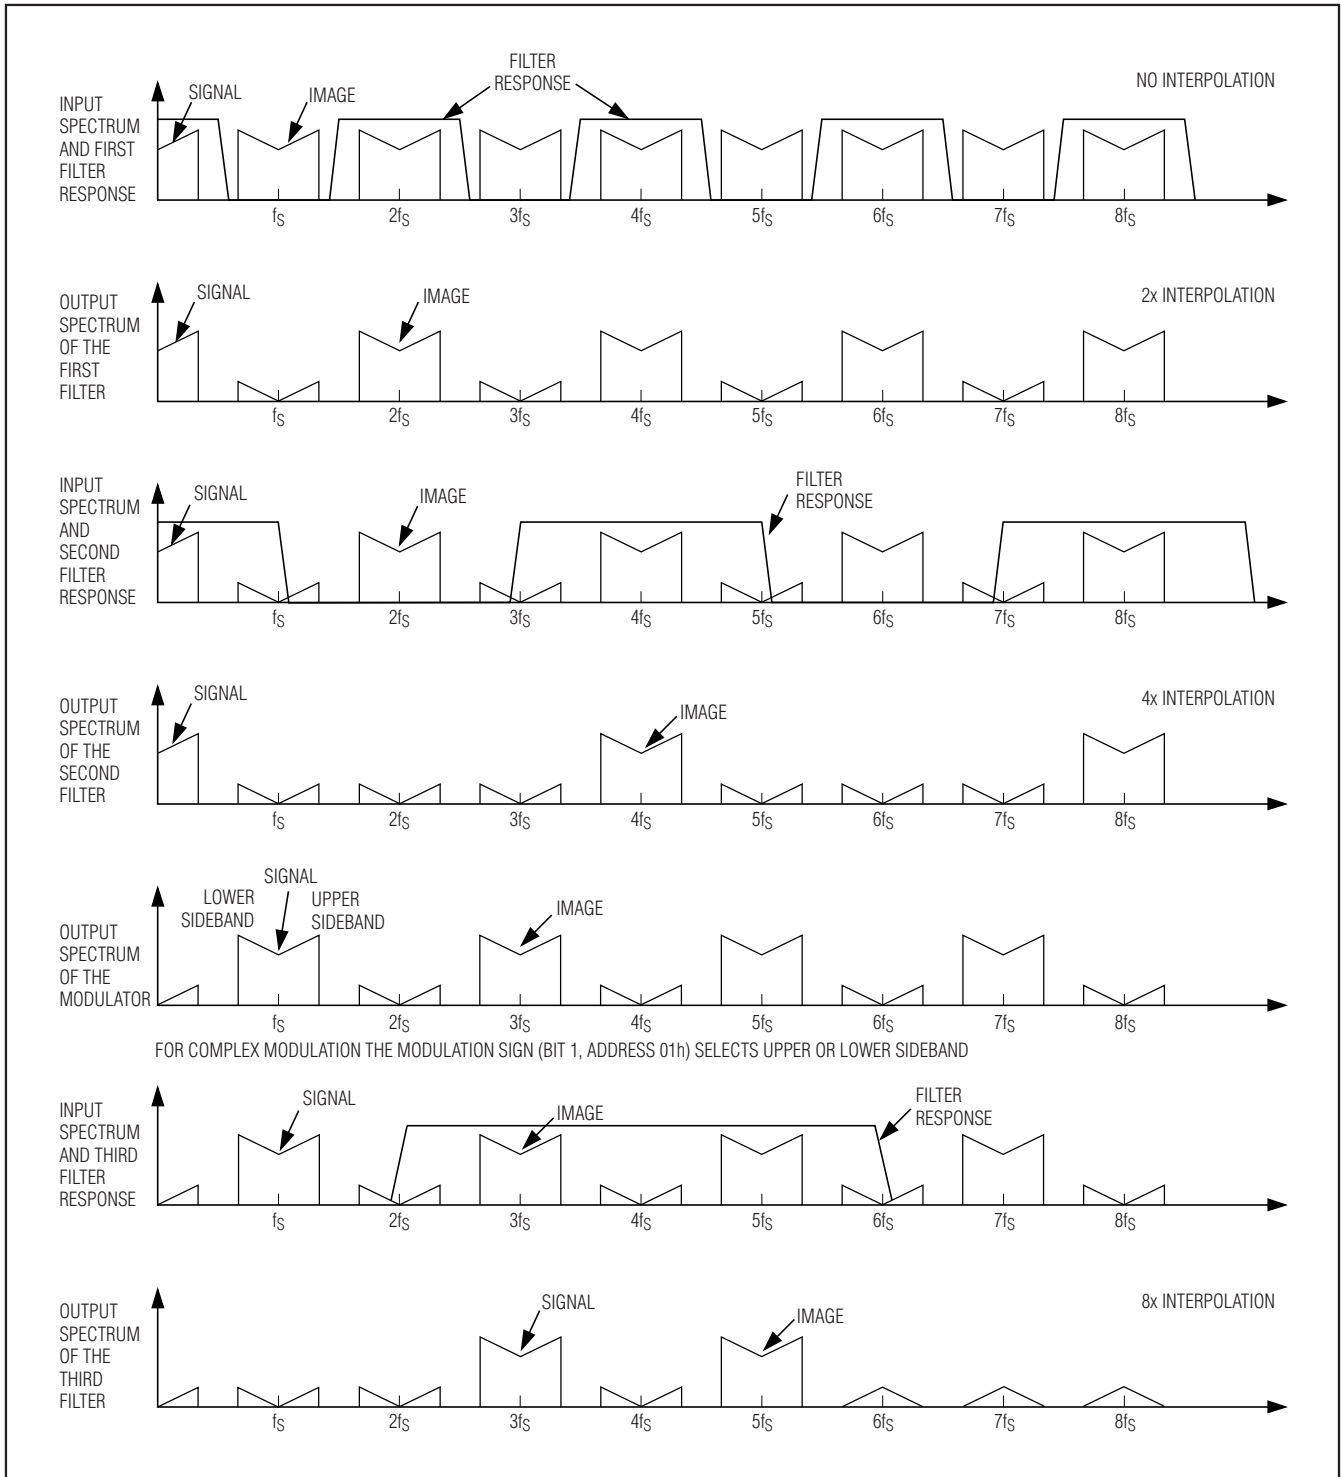 FILTER
RESPONSE
NO INTERPOLATION
SIGNAL
IMAGE
INPUT
SPECTRUM
AND FIRST
FILTER
RESPONSE
fS 2fS 3fS 4fS 5fS 6fS 7fS 8fS
SIGNAL
IMAGE
2x INTERPOLATION
OUTPUT
SPECTRUM
OF THE
FIRST
FILTER
fS 2fS 3fS 4fS 5fS 6fS 7fS 8fS
INPUT
SPECTRUM
AND
SECOND
FILTER
RESPONSE
SIGNAL
IMAGE
FILTER
RESPONSE
fS 2fS 3fS 4fS 5fS 6fS 7fS 8fS
SIGNAL
IMAGE
4x INTERPOLATION
OUTPUT
SPECTRUM
OF THE
SECOND
FILTER
fS 2fS 3fS 4fS 5fS 6fS 7fS 8fS
SIGNAL
LOWER
SIDEBAND
UPPER
SIDEBAND
IMAGE
OUTPUT
SPECTRUM
OF THE
MODULATOR
fS 2fS 3fS 4fS 5fS 6fS 7fS 8fS
FOR COMPLEX MODULATION THE MODULATION SIGN (BIT 1, ADDRESS 01h) SELECTS UPPER OR LOWER SIDEBAND
SIGNAL
IMAGE
FILTER
RESPONSE
INPUT
SPECTRUM
AND THIRD
FILTER
RESPONSE
fS 2fS 3fS 4fS 5fS 6fS 7fS 8fS
SIGNAL
IMAGE
8x INTERPOLATION
OUTPUT
SPECTRUM
OF THE
THIRD
FILTER
fS 2fS 3fS 4fS 5fS 6fS 7fS 8fS